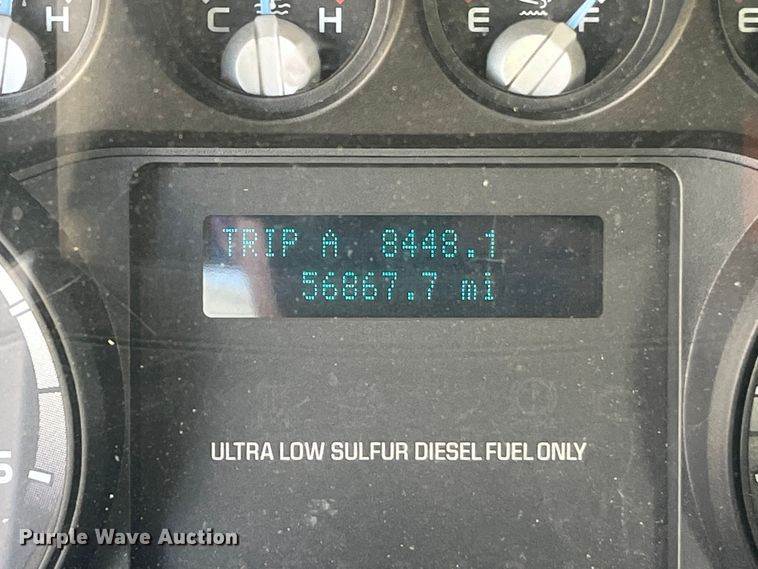 H C H E F E
TRIP A 8448.1
56867.7 mi
ULTRA LOW SULFUR DIESEL FUEL ONLY
5
Purple Wave Auction